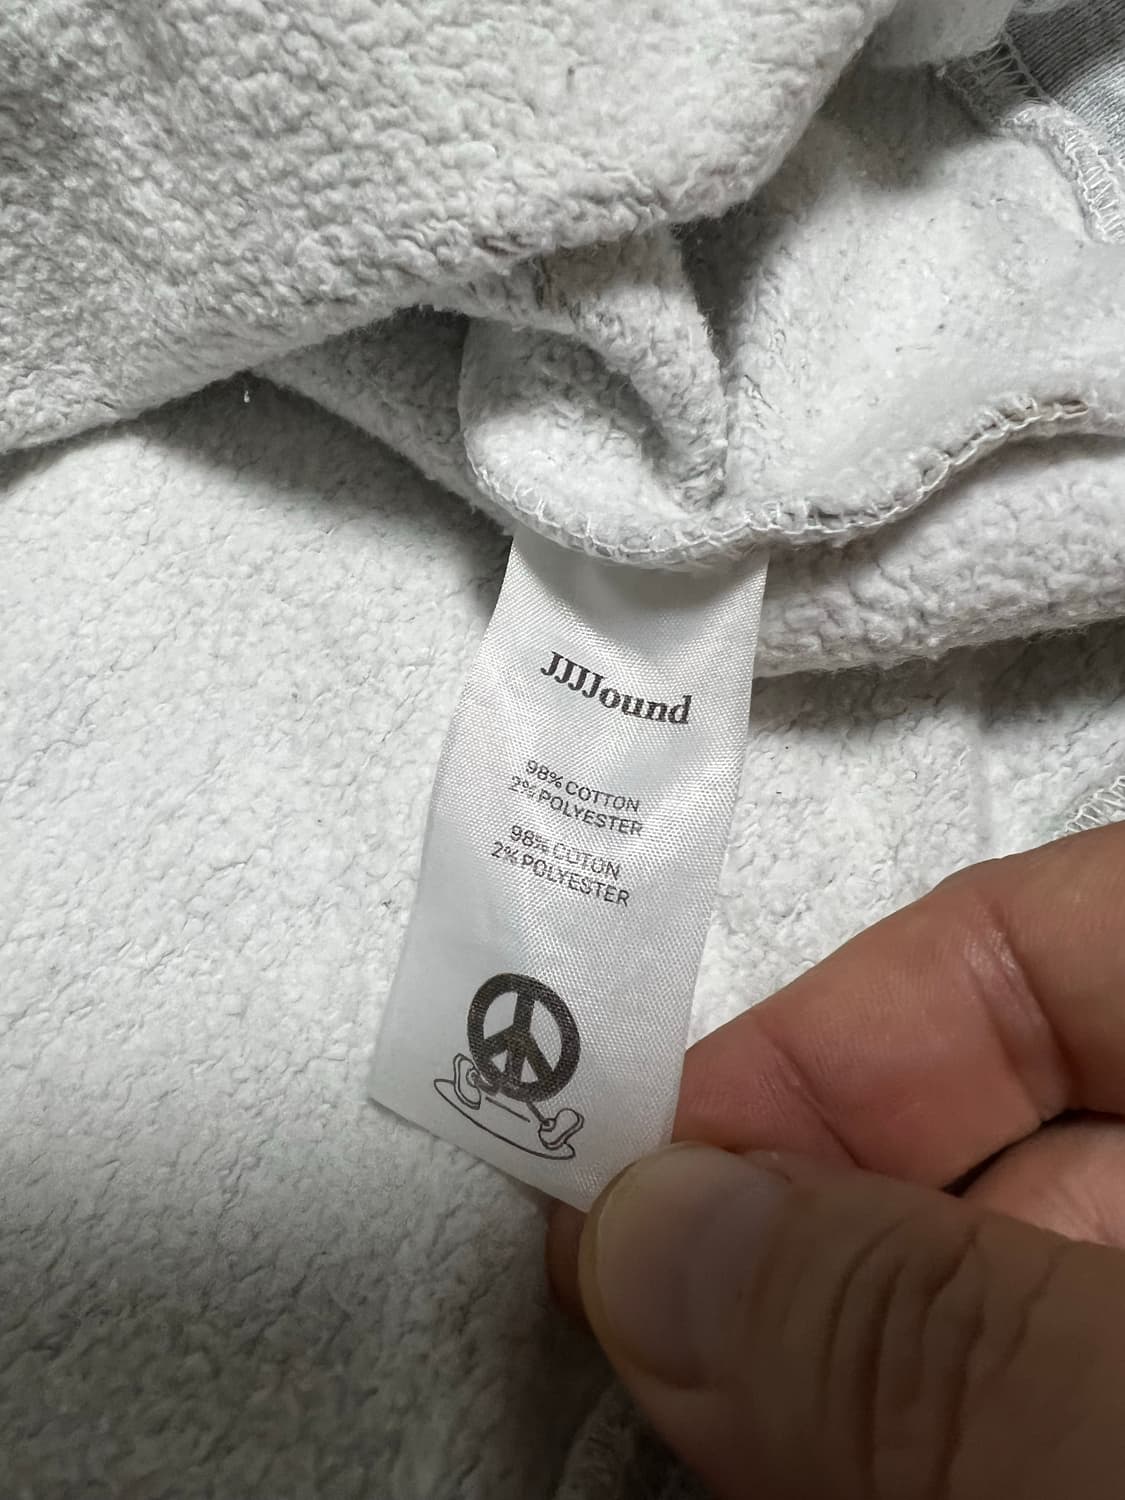 JJJJound
98% COTTON
2% POLYESTER
98% COTON
2% POLYESTER